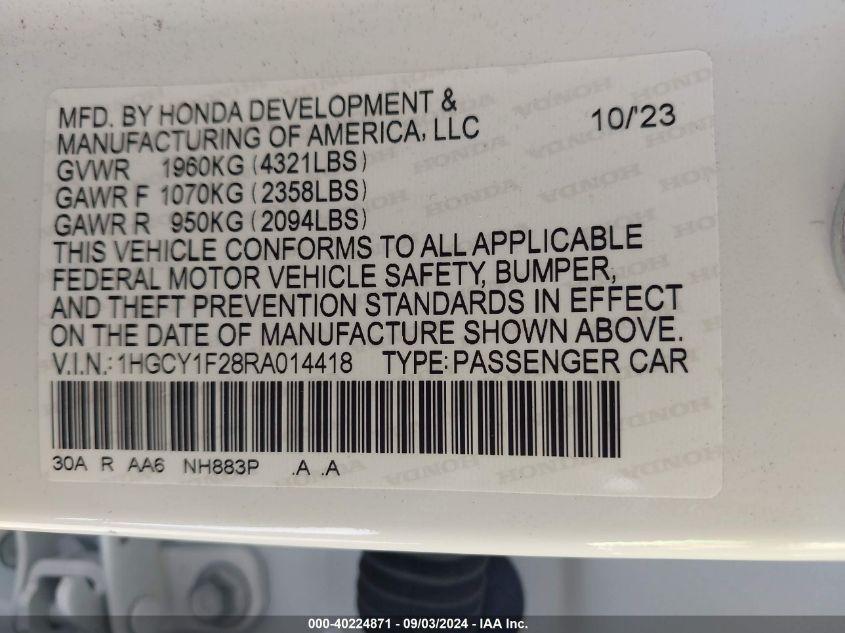 MFD. BY HONDA DEVELOPMENT &
MANUFACTURING OF AMERICA, LLC 10/'23
GVWR 1960KG (4321LBS)
GAWR F 1070KG (2358LBS)
GAWR R 950KG (2094LBS)
THIS VEHICLE CONFORMS TO ALL APPLICABLE
FEDERAL MOTOR VEHICLE SAFETY, BUMPER,
AND THEFT PREVENTION STANDARDS IN EFFECT
ON THE DATE OF MANUFACTURE SHOWN ABOVE.
V.I.N.: 1HGCY1F28RA014418 TYPE: PASSENGER CAR
30A R AA6 NH883P .A .A
000-40224871 - 09/03/2024 - IAA Inc.